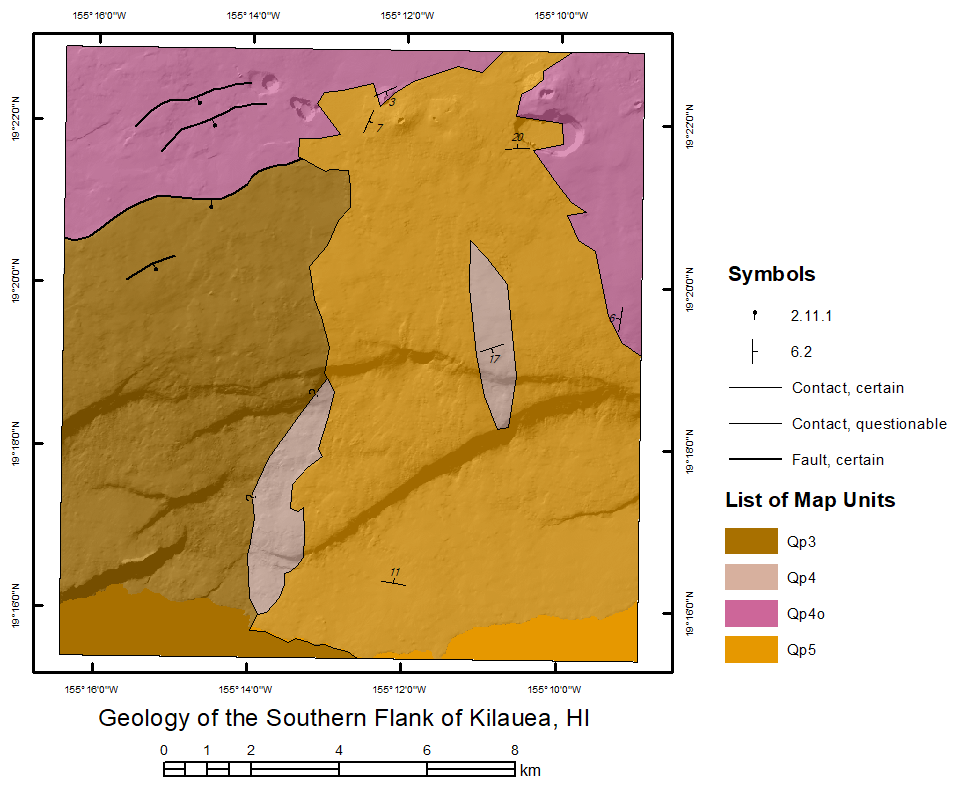 155°16'0"W 155°14'0"W 155°12'0"W 155°10'0"W
19°22'0"N 19°22'0"N
3
7
20
19°20'0"N 19°20'0"N
6
17
?
19°18'0"N 19°18'0"N
?
11
19°16'0"N 19°16'0"N
155°16'0"W 155°14'0"W 155°12'0"W 155°10'0"W
Geology of the Southern Flank of Kilauea, HI
0 1 2 4 6 8
km
Symbols
2.11.1
6.2
Contact, certain
Contact, questionable
Fault, certain
List of Map Units
Qp3
Qp4
Qp4o
Qp5